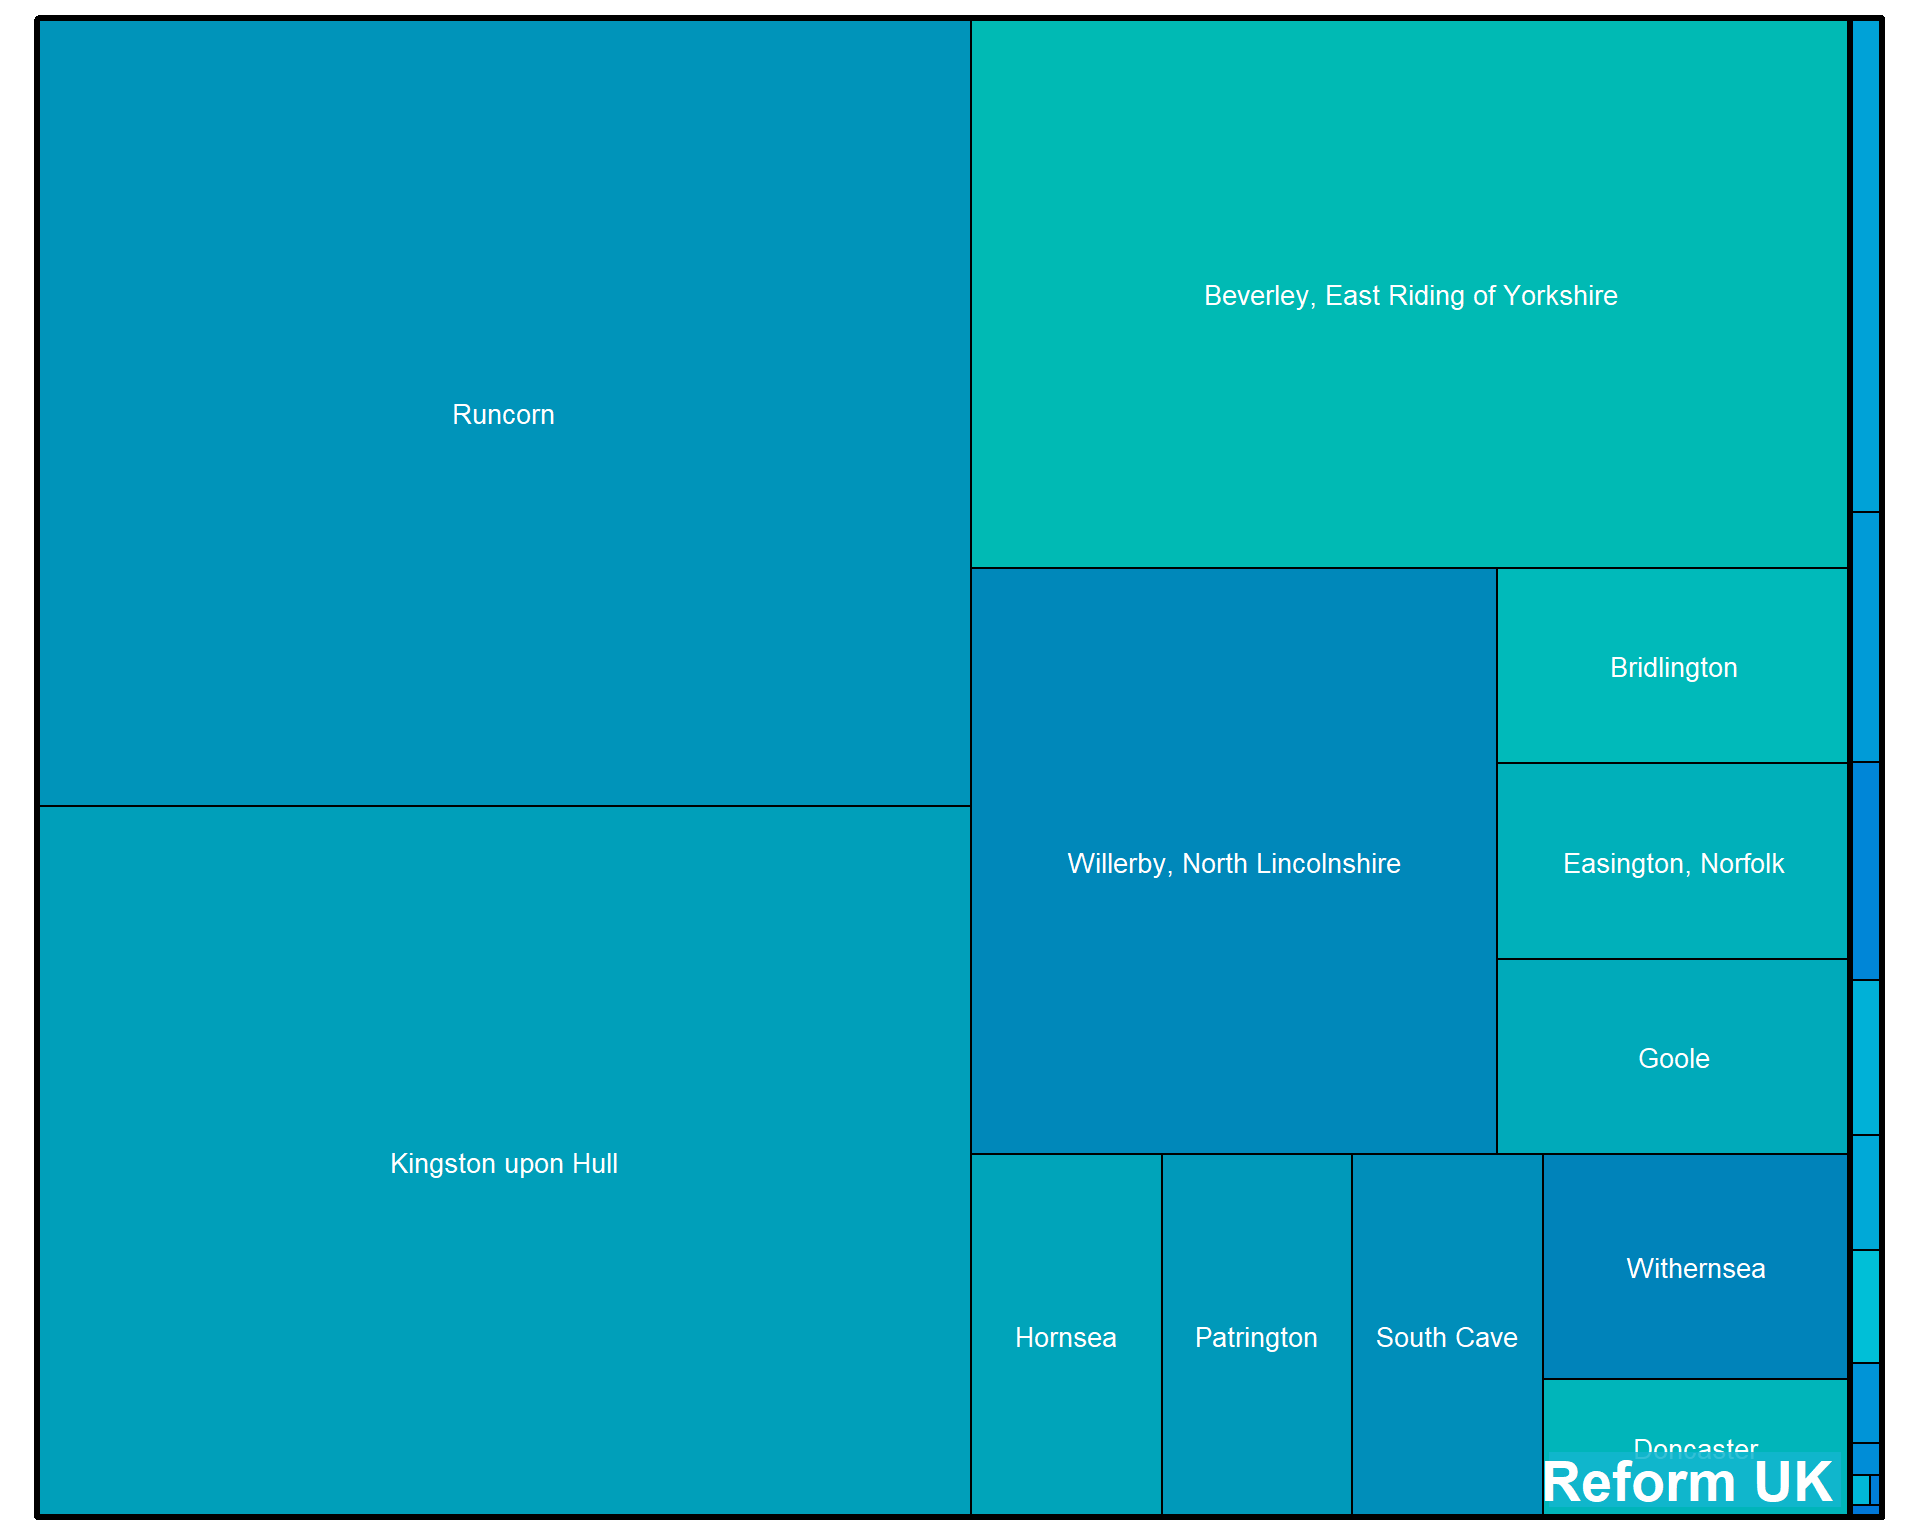 Runcorn
Beverley, East Riding of Yorkshire
Bridlington
Willerby, North Lincolnshire
Easington, Norfolk
Goole
Kingston upon Hull
Withernsea
Hornsea
Patrington
South Cave
Doncaster
Reform UK